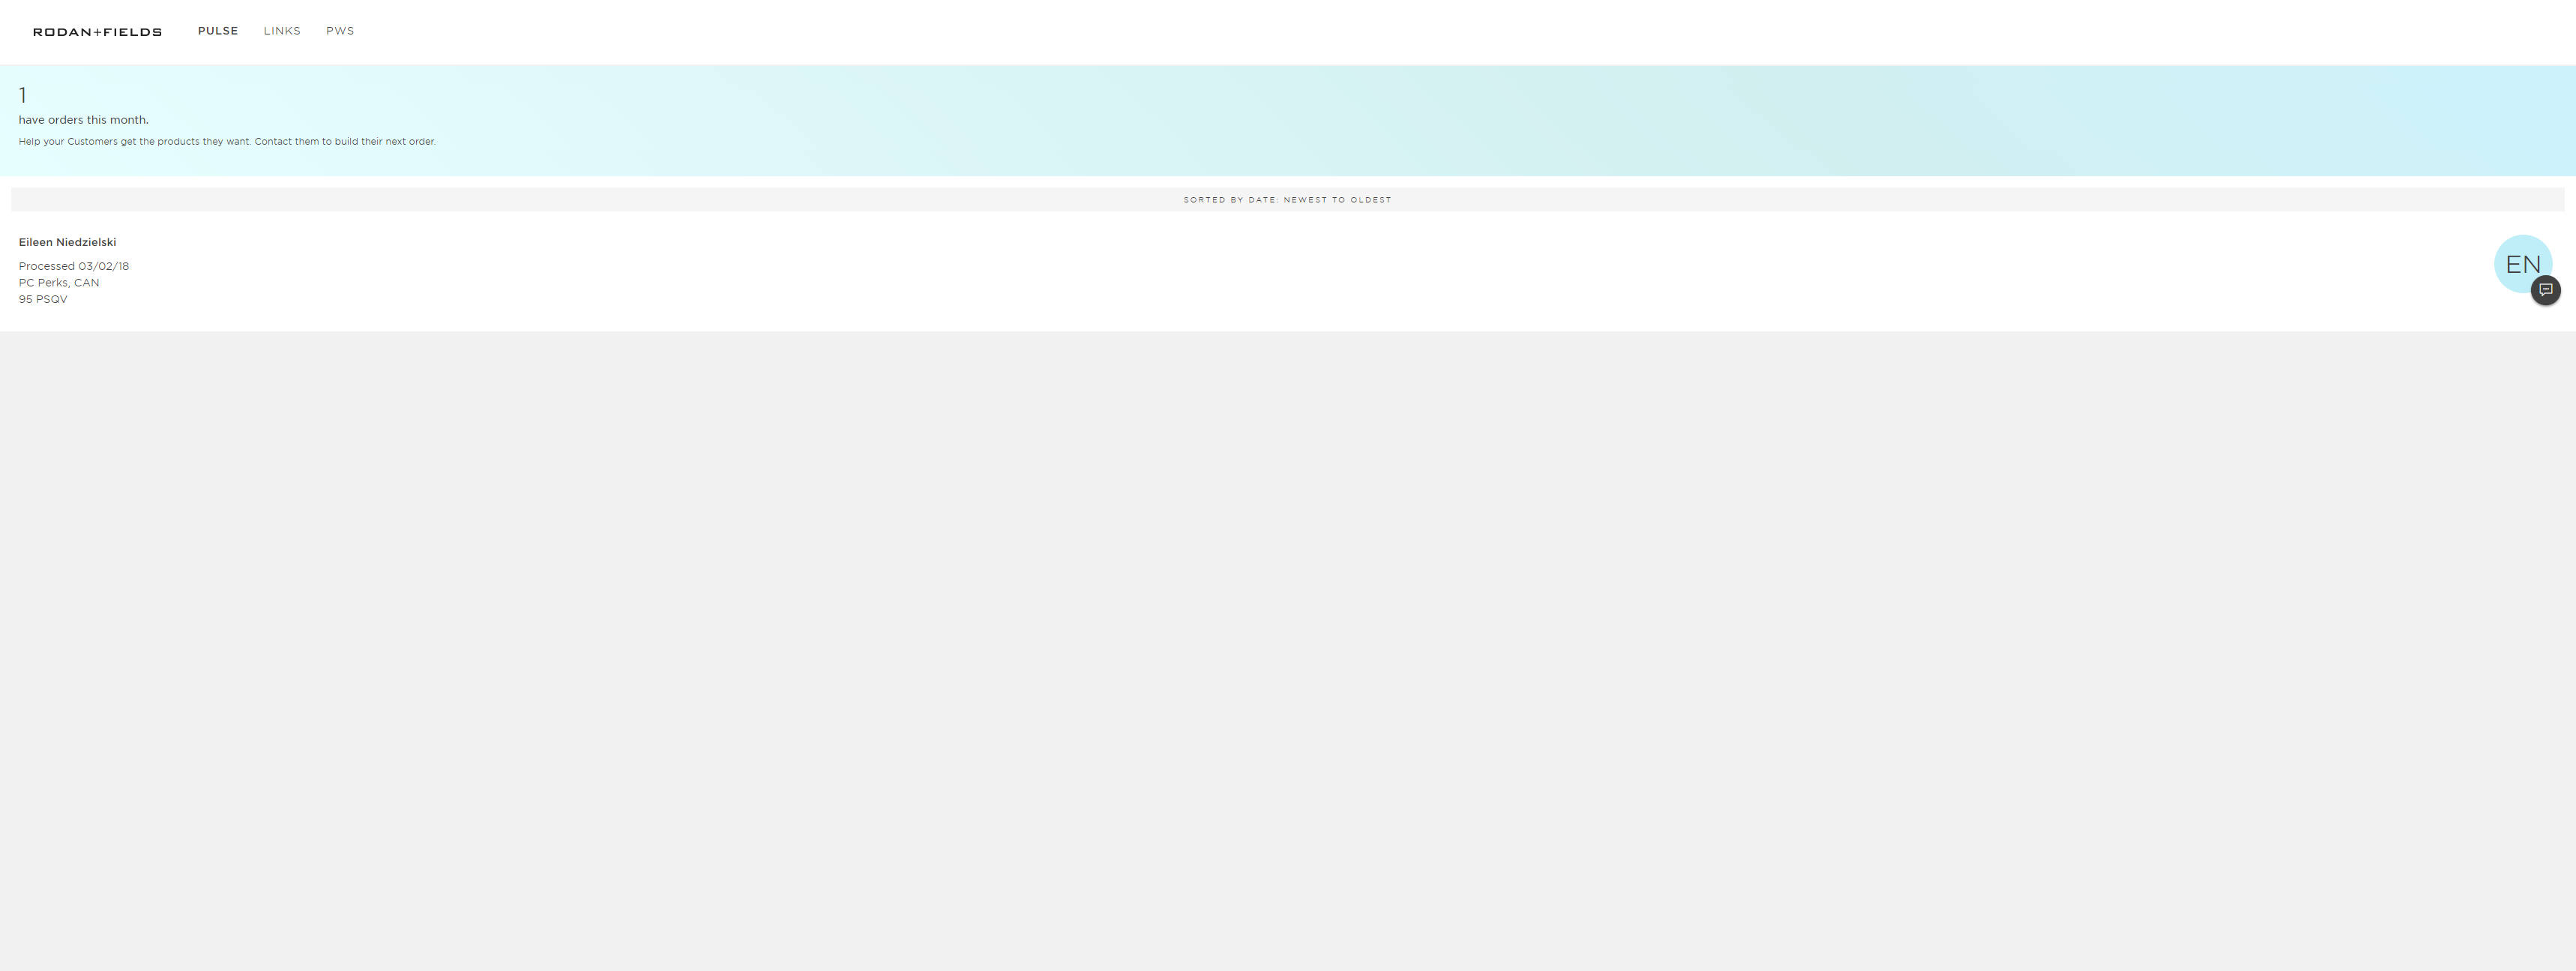 RODAN+FIELDS PULSE LINKS PWS
1
have orders this month.
Help your Customers get the products they want. Contact them to build their next order.
SORTED BY DATE: NEWEST TO OLDEST
Eileen Niedzielski
Processed 03/02/18
PC Perks, CAN
95 PSQV
EN